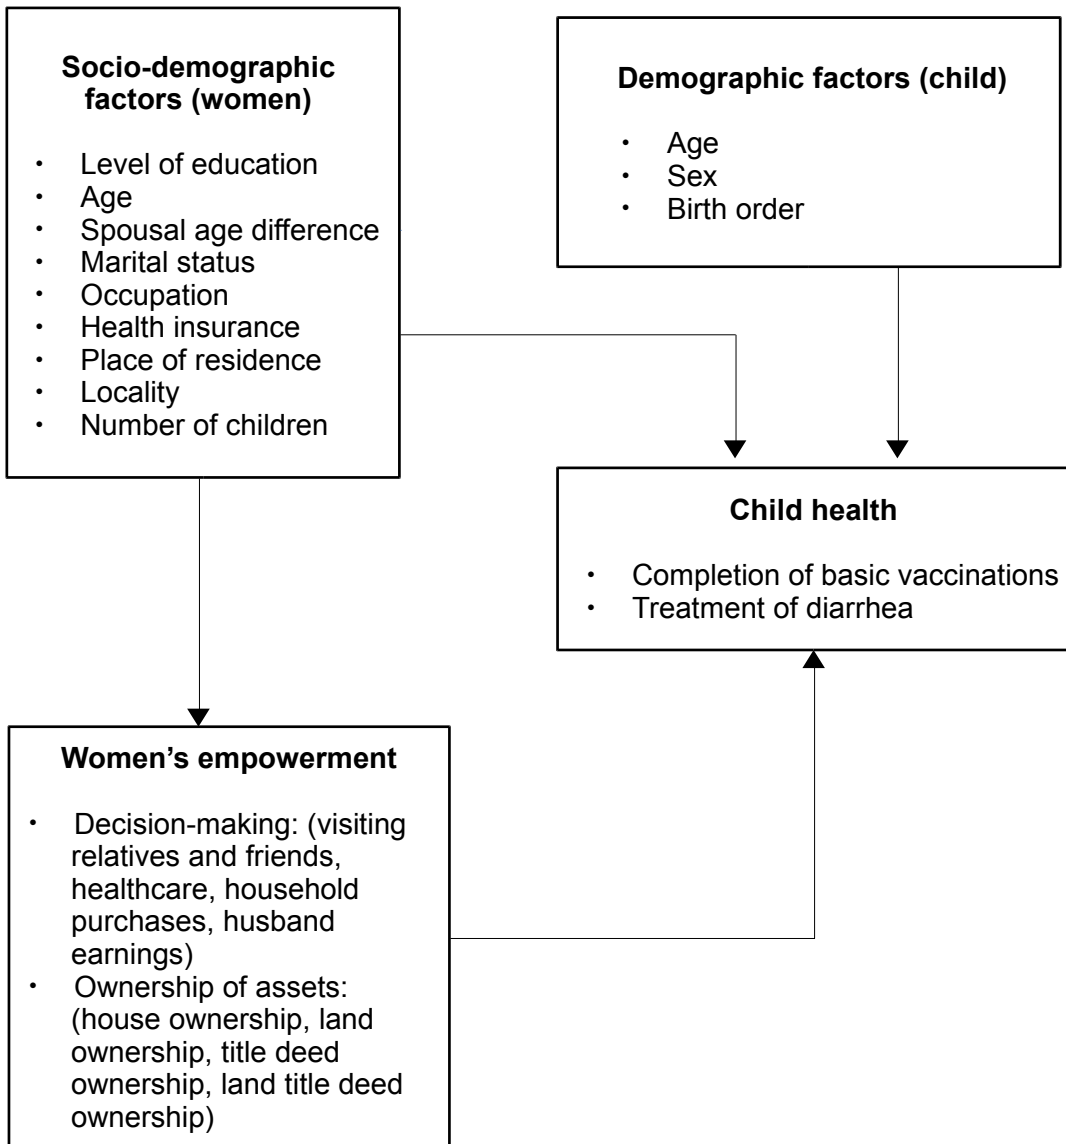 Socio-demographic
factors (women)
• Level of education
• Age
• Spousal age difference
• Marital status
• Occupation
• Health insurance
• Place of residence
• Locality
• Number of children
Demographic factors (child)
• Age
• Sex
• Birth order
Child health
• Completion of basic vaccinations
• Treatment of diarrhea
Women’s empowerment
• Decision-making: (visiting
relatives and friends,
healthcare, household
purchases, husband
earnings)
• Ownership of assets:
(house ownership, land
ownership, title deed
ownership, land title deed
ownership)